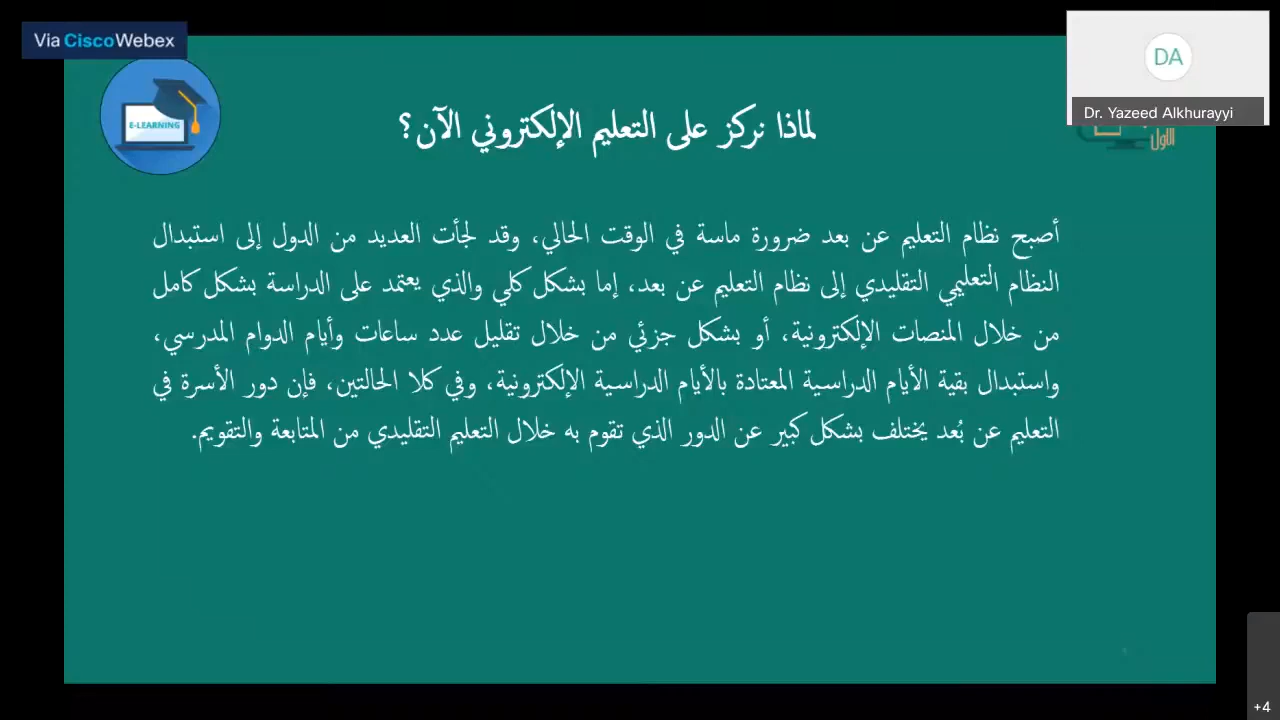 Via Cisco Webex
DA
Dr. Yazeed Alkhurayyi
E-LEARNING
الأول
لماذا نركز على التعليم الإلكتروني الآن؟
أصبح نظام التعليم عن بعد ضرورة ماسة في الوقت الحالي، وقد لجأت العديد من الدول إلى استبدال
النظام التعليمي التقليدي إلى نظام التعليم عن بعد، إما بشكل كلي والذي يعتمد على الدراسة بشكل كامل
من خلال المنصات الإلكترونية، أو بشكل جزئي من خلال تقليل عدد ساعات وأيام الدوام المدرسي،
واستبدال بقية الأيام الدراسية المعتادة بالأيام الدراسية الإلكترونية، وفي كلا الحالتين، فإن دور الأسرة في
التعليم عن بُعد يختلف بشكل كبير عن الدور الذي تقوم به خلال التعليم التقليدي من المتابعة والتقويم.
+4